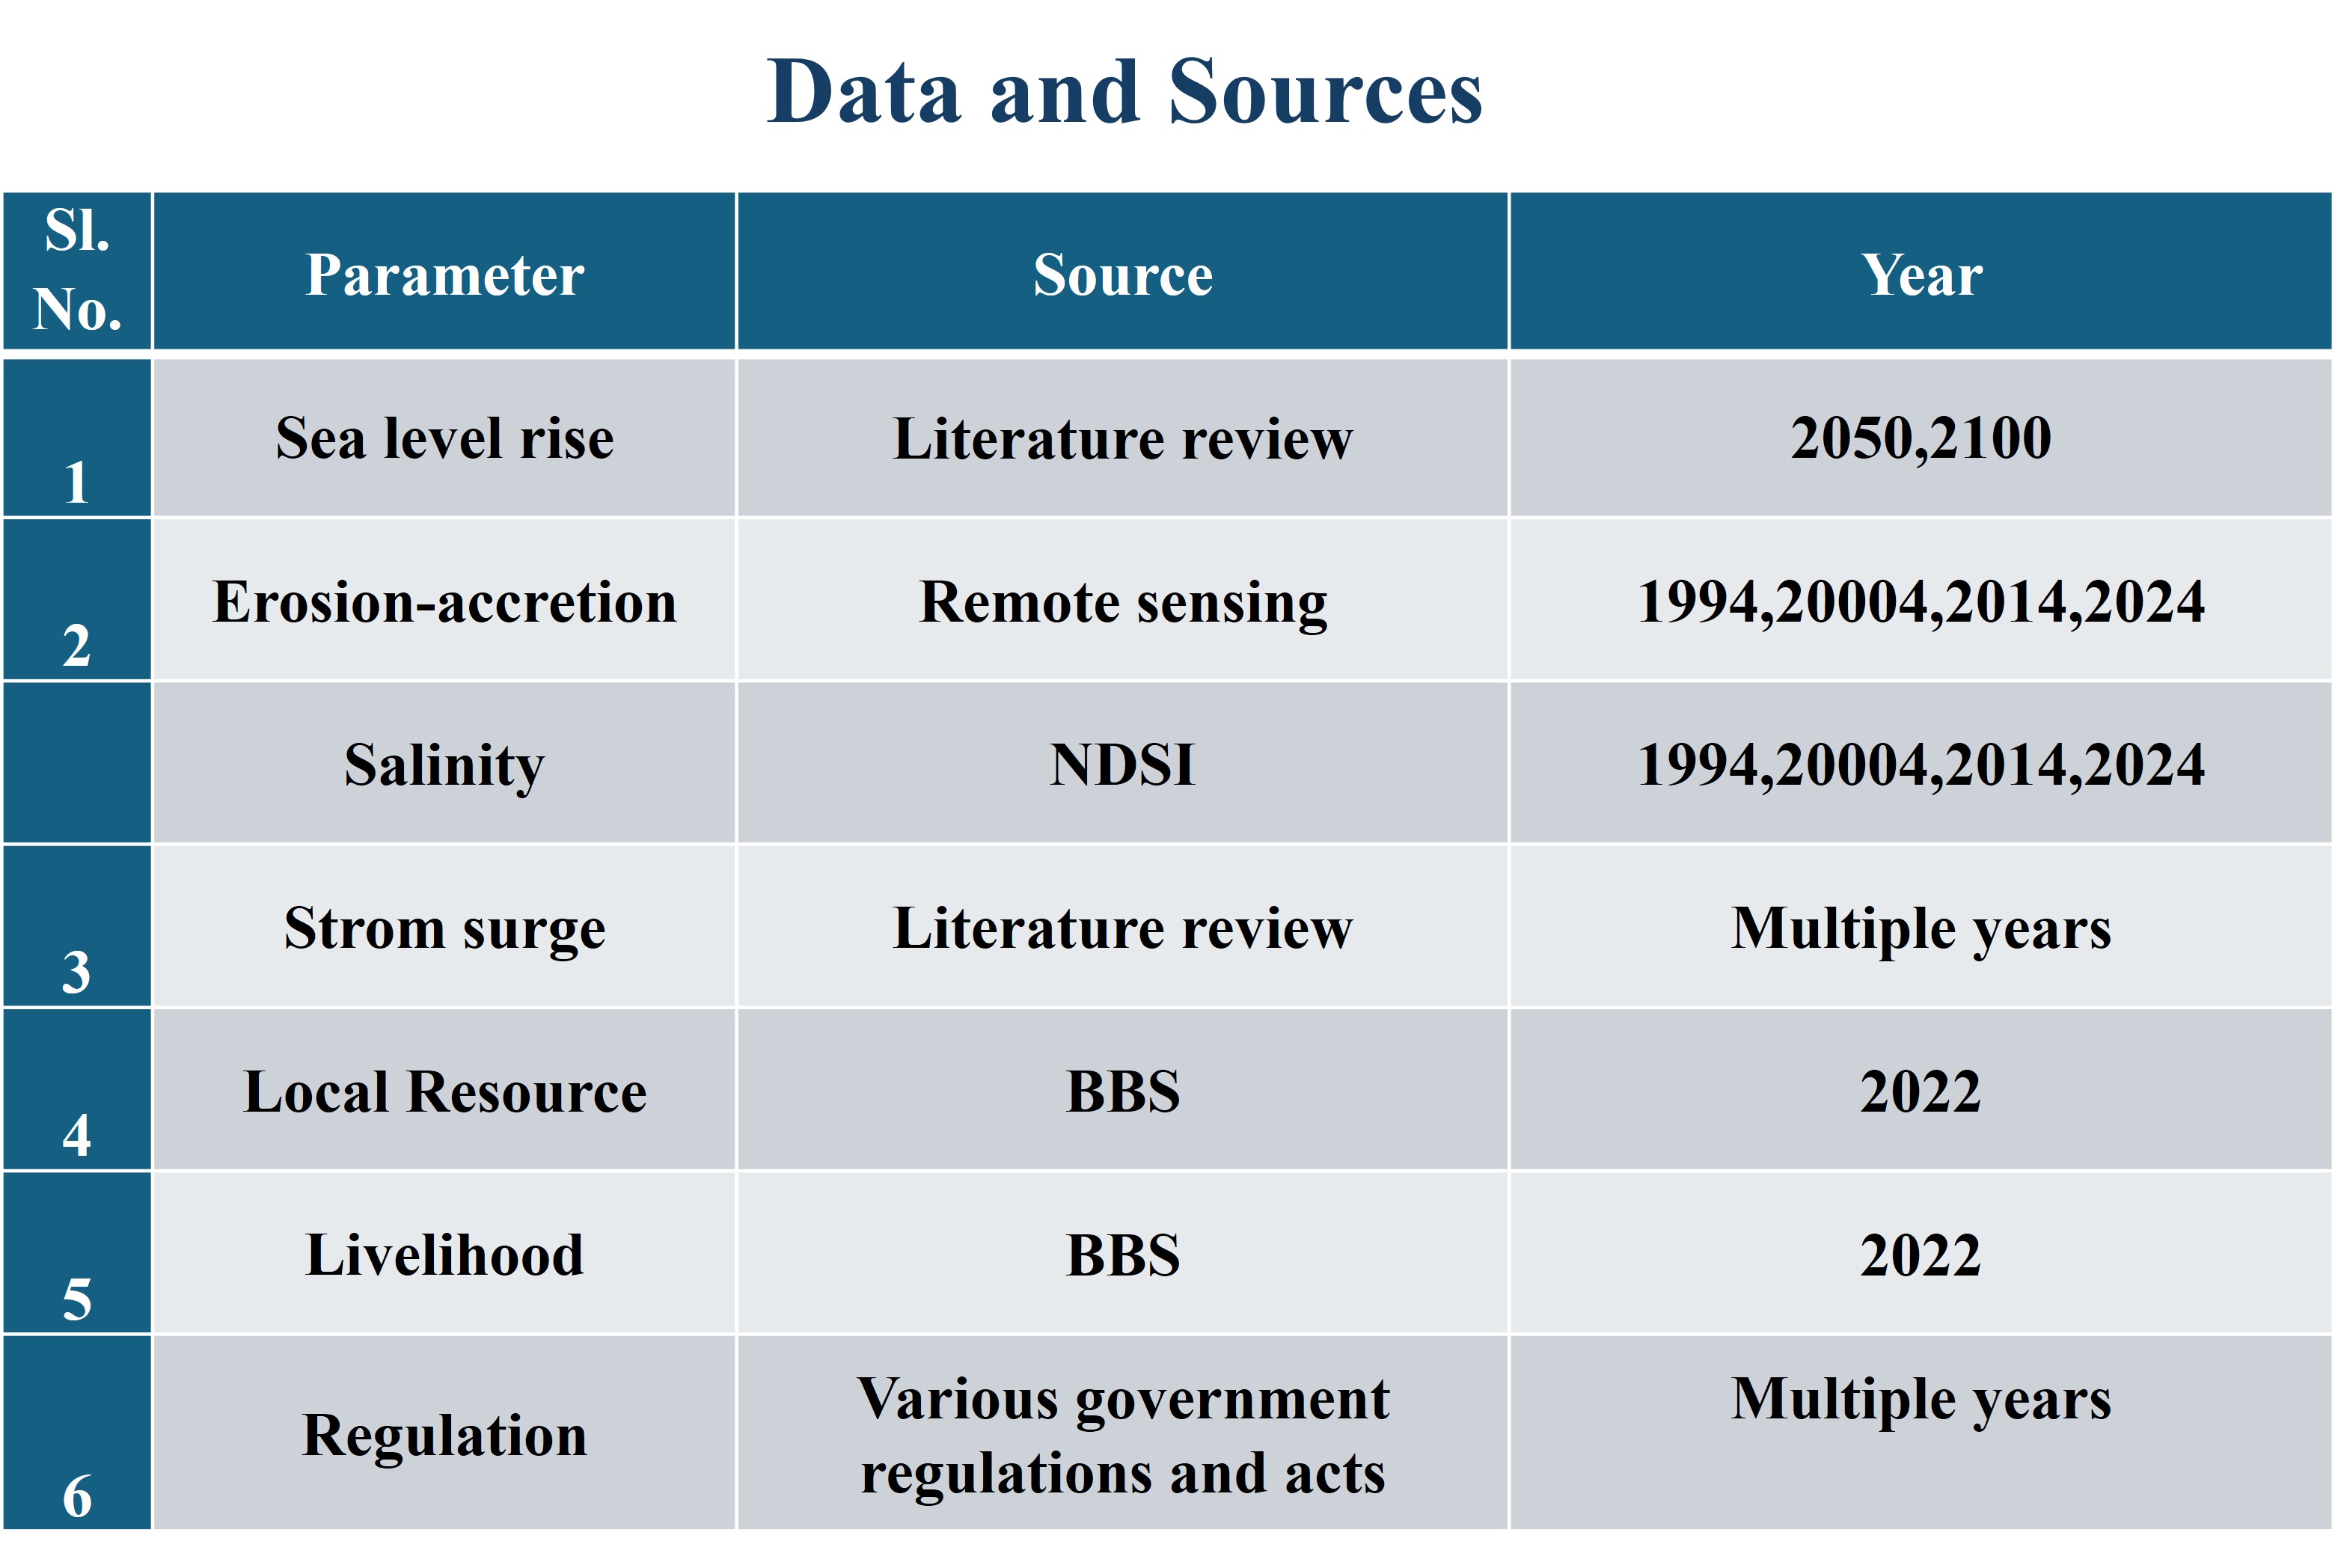 Data and Sources
Sl.
No.
Parameter
Source
Year
1
Sea level rise
Literature review
2050,2100
2
Erosion-accretion
Remote sensing
1994,20004,2014,2024
Salinity
NDSI
1994,20004,2014,2024
3
Strom surge
Literature review
Multiple years
4
Local Resource
BBS
2022
5
Livelihood
BBS
2022
6
Regulation
Various government
regulations and acts
Multiple years